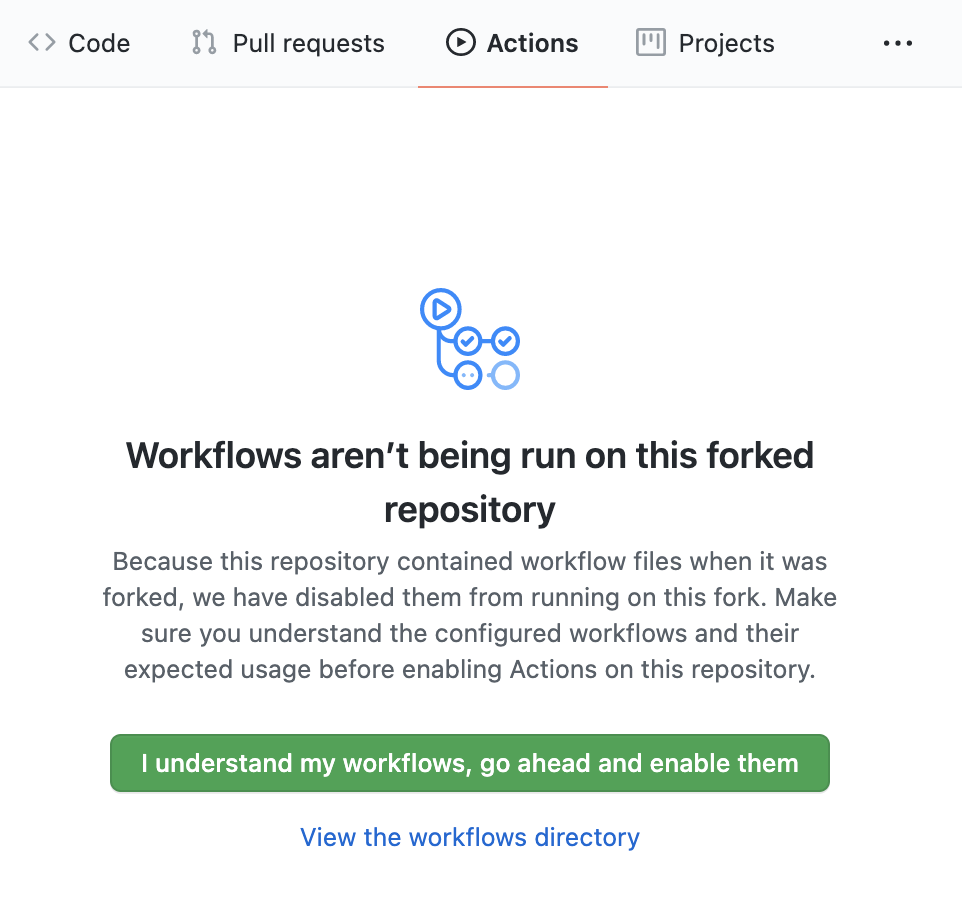 Code Pull requests Actions Projects
Workflows aren’t being run on this forked
repository
Because this repository contained workflow files when it was
forked, we have disabled them from running on this fork. Make
sure you understand the configured workflows and their
expected usage before enabling Actions on this repository.
I understand my workflows, go ahead and enable them
View the workflows directory